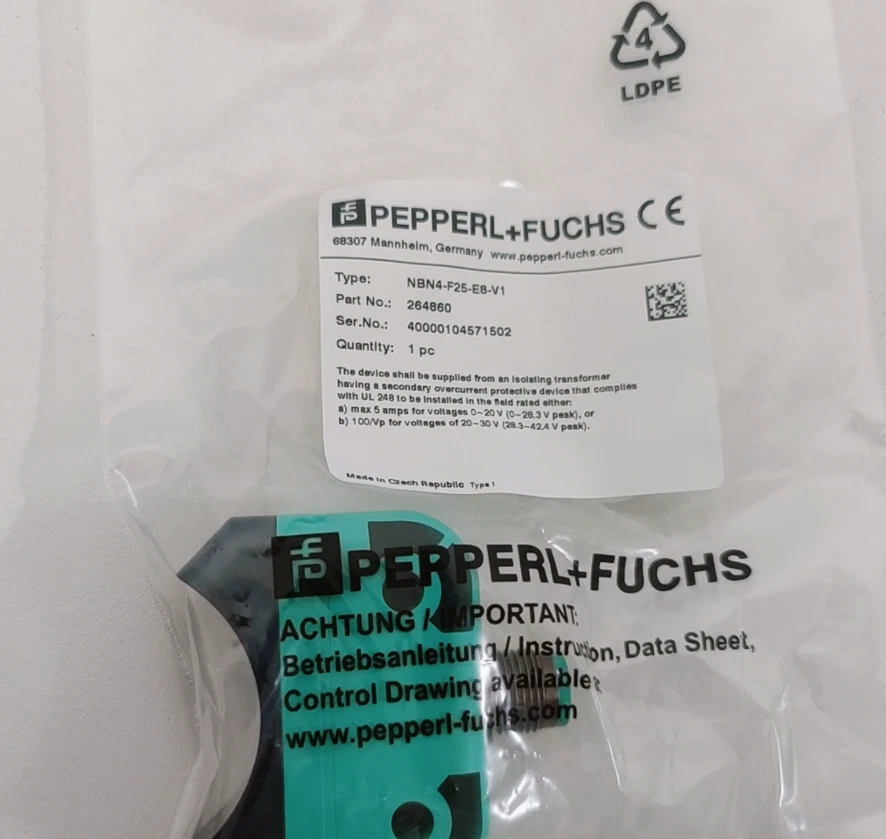 4
LDPE
PEPPERL+FUCHS CE
68307 Mannheim, Germany www.pepperl-fuchs.com
Type: NBN4-F25-E8-V1
Part No.: 264860
Ser.No.: 40000104571502
Quantity: 1 pc
The device shall be supplied from an isolating transformer
having a secondary overcurrent protective device that complies
with UL 248 to be installed in the field rated either:
a) max 5 amps for voltages 0~20 V (0~28.3 V peak), or
b) 100/Vp for voltages of 20~30 V (28.3~42.4 V peak).
Made in Czech Republic Type 1
PEPPERL+FUCHS
ACHTUNG / IMPORTANT:
Betriebsanleitung / Instruction, Data Sheet,
Control Drawing available:
www.pepperl-fuchs.com